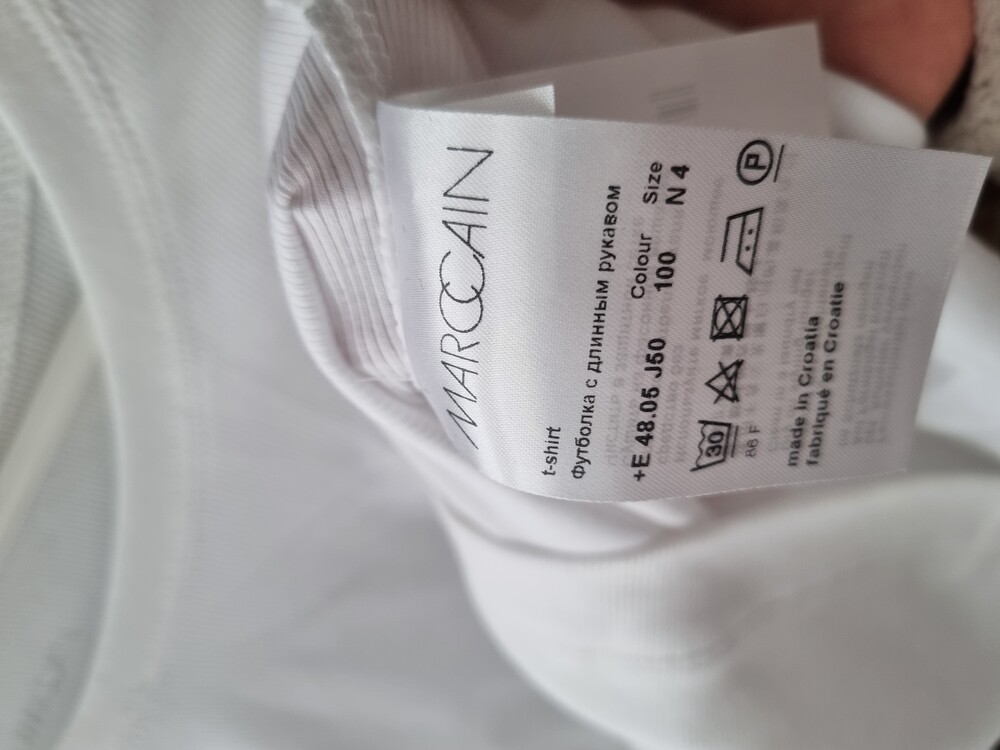 MARCCAIN
t-shirt
Футболка с длинным рукавом
Colour Size
+E 48.05 J50 100 N 4
30 P
86 F
made in Croatia
fabriqué en Croatie